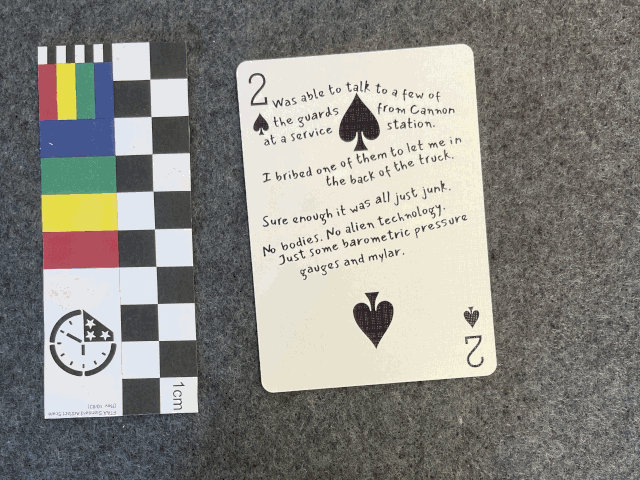 2
Was able to talk to a few of
the guards from Cannon
at a service station.
I bribed one of them to let me in
the back of the truck.
Sure enough it was all just junk.
No bodies. No alien technology.
Just some barometric pressure
gauges and mylar.
2
1cm